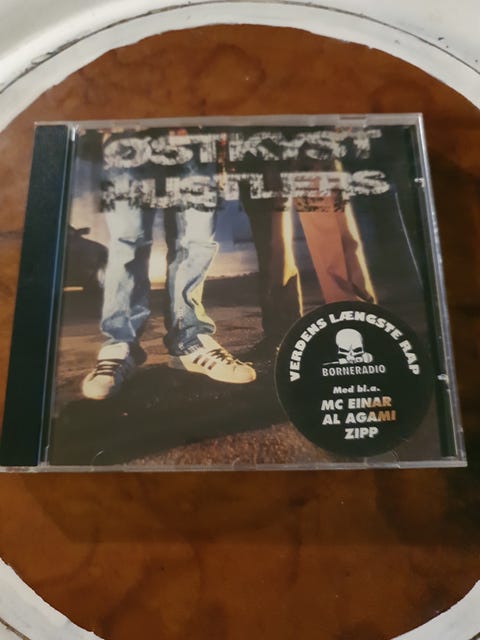 ØSTKYST
HUSTLERS
VERDENS LÆNGSTE RAP
BORNERADIO
Med bl.a.
MC EINAR
AL AGAMI
ZIPP